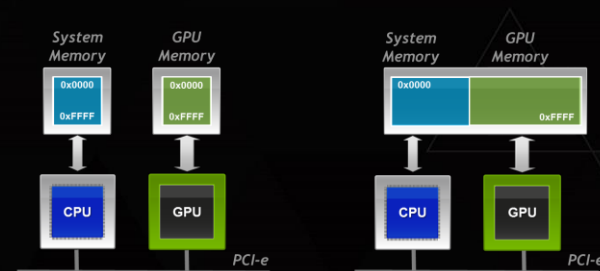 System Memory
GPU Memory
0x0000
0xFFFF
0x0000
0xFFFF
CPU
GPU
PCI-e
System Memory
GPU Memory
0x0000
0xFFFF
CPU
GPU
PCI-e